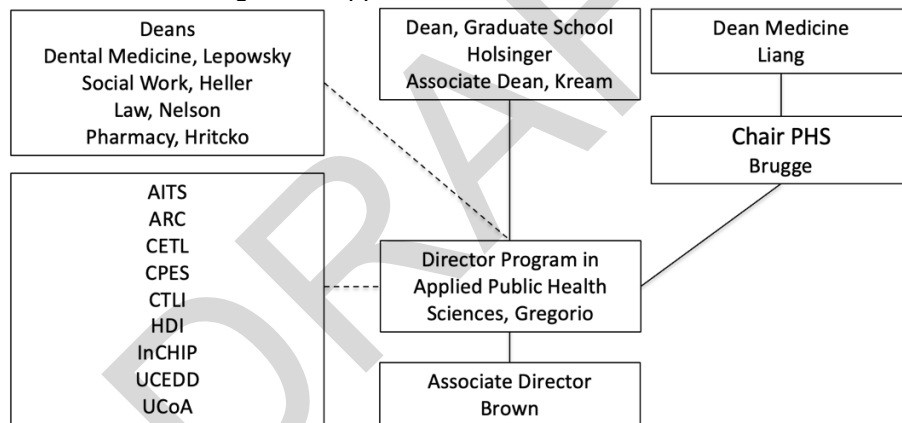 Deans
Dental Medicine, Lepowsky
Social Work, Heller
Law, Nelson
Pharmacy, Hritcko
Dean, Graduate School
Holsinger
Associate Dean, Kream
Dean Medicine
Liang
Chair PHS
Brugge
AITS
ARC
CETL
CPES
CTLI
HDI
InCHIP
UCEDD
UCoA
Director Program in
Applied Public Health
Sciences, Gregorio
Associate Director
Brown
DRAFT